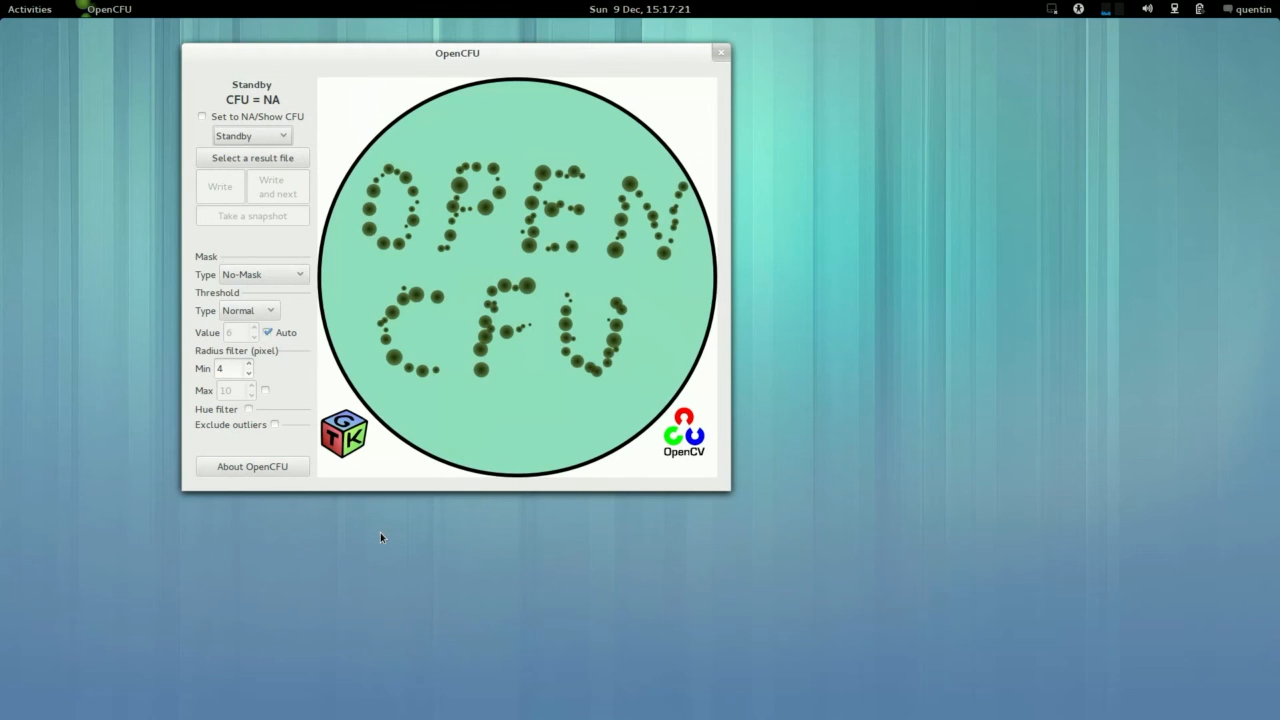 Activities OpenCFU Sun 9 Dec, 15:17:21 quentin
OpenCFU
Standby
CFU = NA
Set to NA/Show CFU
Standby
Select a result file
Write
Write and next
Take a snapshot
Mask
Type No-Mask
Threshold
Type Normal
Value 6 Auto
Radius filter (pixel)
Min 4
Max 10
Hue filter
Exclude outliers
About OpenCFU
OPEN
CFU
GTK
OpenCV